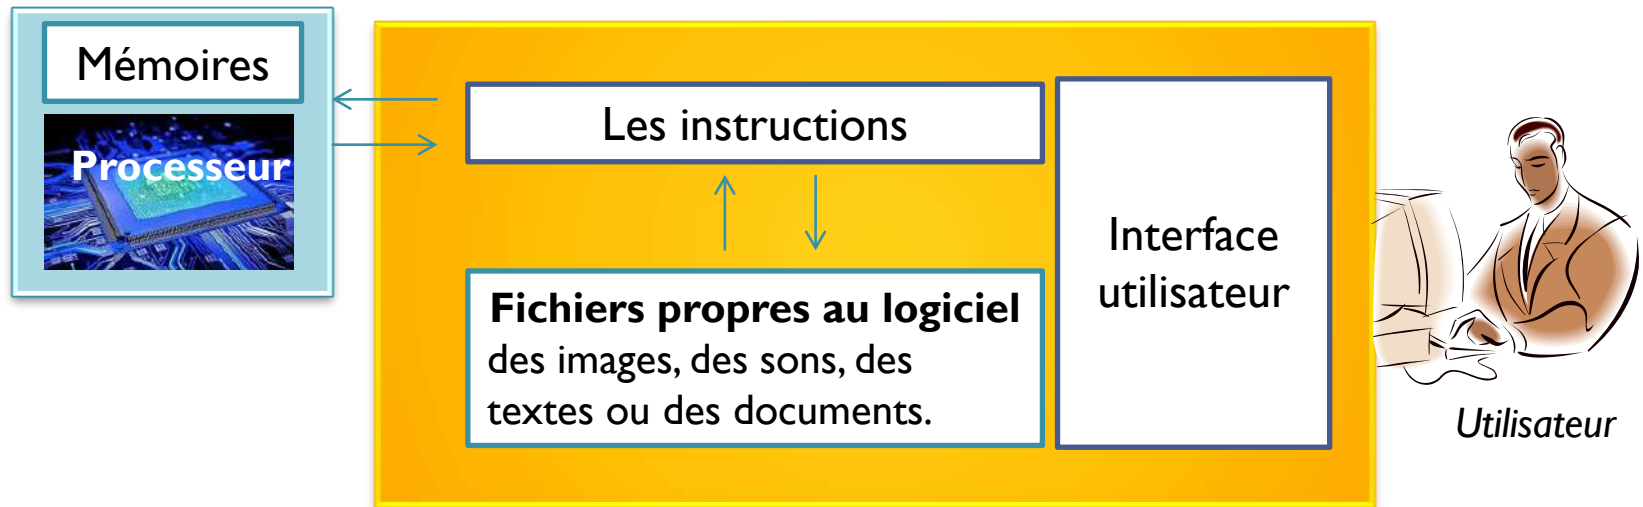 Mémoires
Processeur
Les instructions
Fichiers propres au logiciel
des images, des sons, des
textes ou des documents.
Interface
utilisateur
Utilisateur